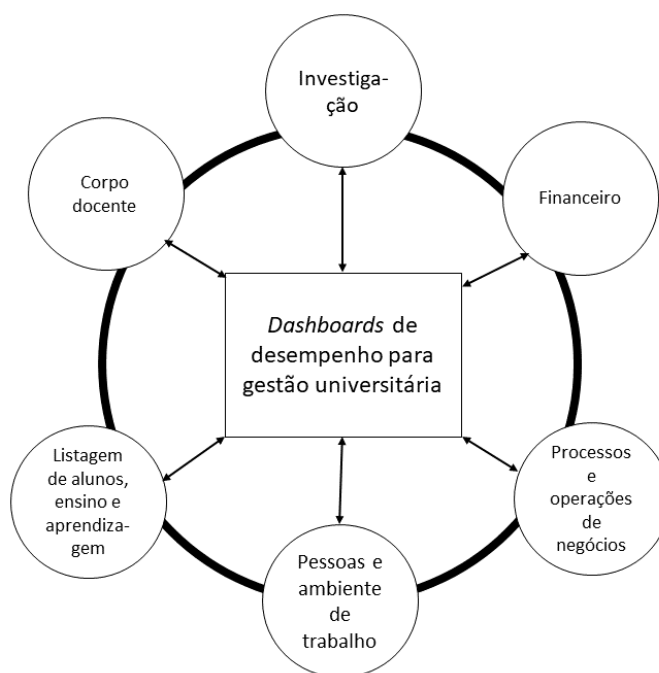 Investiga-
ção
Corpo
docente
Financeiro
Dashboards de
desempenho para
gestão universitária
Listagem
de alunos,
ensino e
aprendiza-
gem
Processos
e
operações
de
negócios
Pessoas e
ambiente
de
trabalho